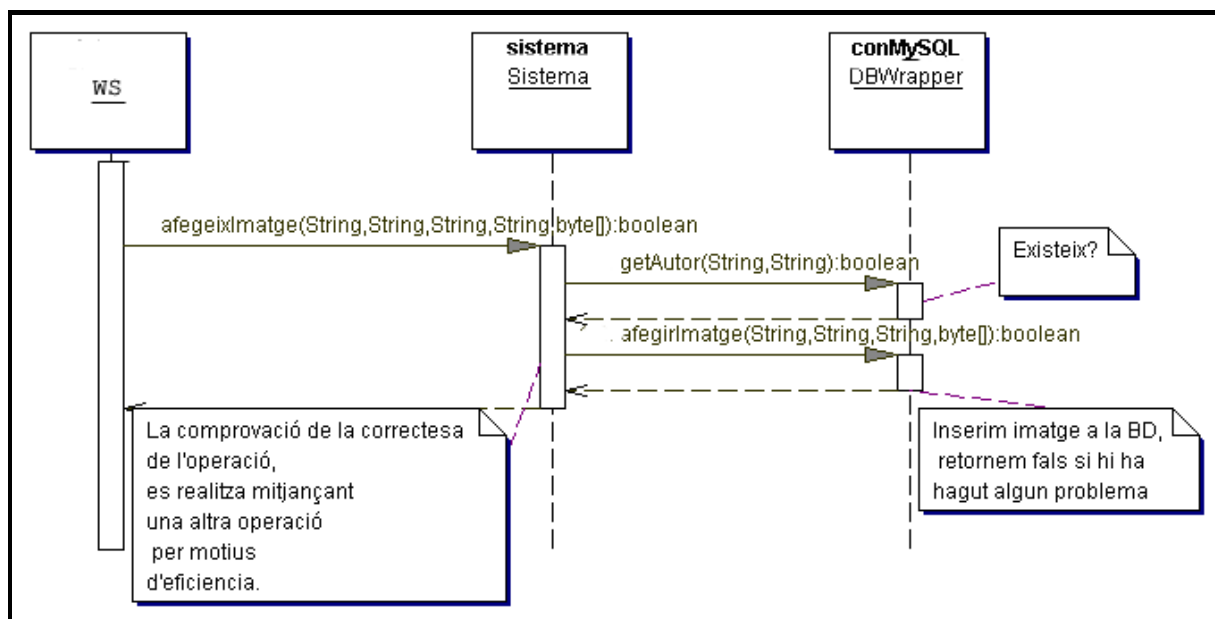 WS
sistema
Sistema
conMySQL
DBWrapper
afegeixImatge(String,String,String,String,byte[]):boolean
getAutor(String,String):boolean
Existeix?
afegirImatge(String,String,String,byte[]):boolean
La comprovació de la correctesa
de l'operació,
es realitza mitjançant
una altra operació
per motius
d'eficiencia.
Inserim imatge a la BD,
retornem fals si hi ha
hagut algun problema